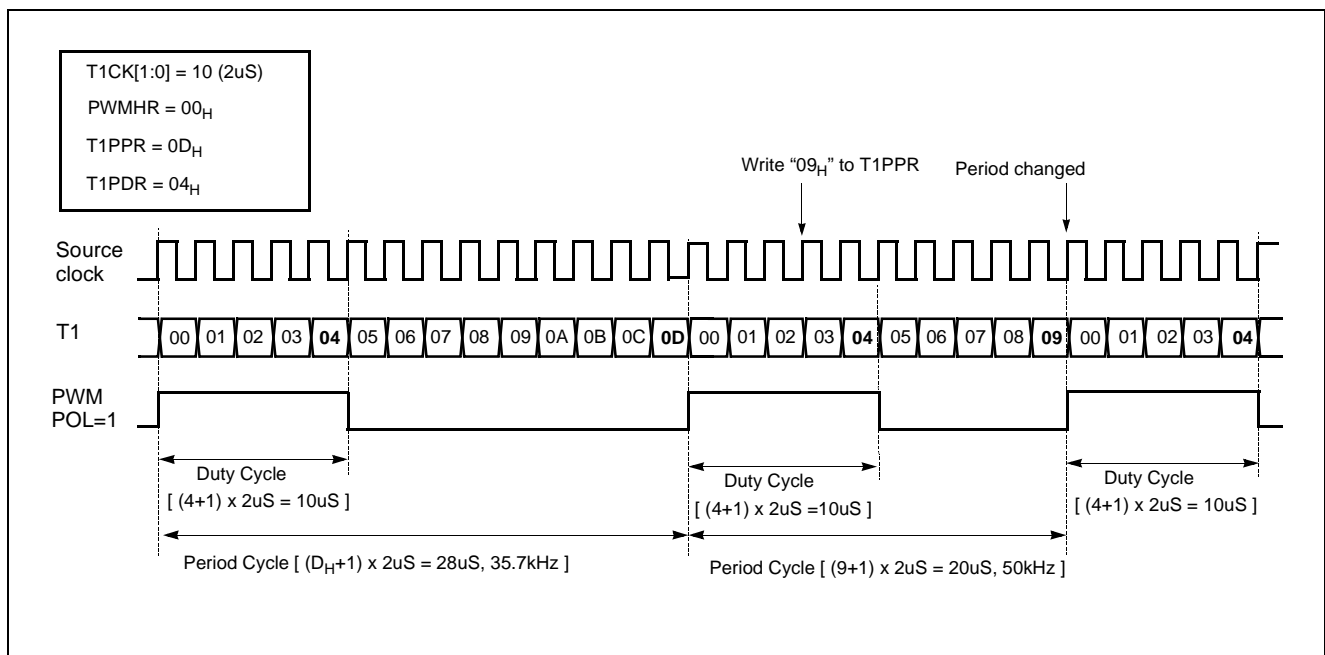 T1CK[1:0] = 10 (2uS)
PWMHR = 00H
T1PPR = 0DH
T1PDR = 04H
Write “09H” to T1PPR
Period changed
Source
clock
T1
00 01 02 03 04 05 06 07 08 09 0A 0B 0C 0D 00 01 02 03 04 05 06 07 08 09 00 01 02 03 04
PWM
POL=1
Duty Cycle
[ (4+1) x 2uS = 10uS ]
Duty Cycle
[ (4+1) x 2uS =10uS ]
Duty Cycle
[ (4+1) x 2uS = 10uS ]
Period Cycle [ (DH+1) x 2uS = 28uS, 35.7kHz ]
Period Cycle [ (9+1) x 2uS = 20uS, 50kHz ]